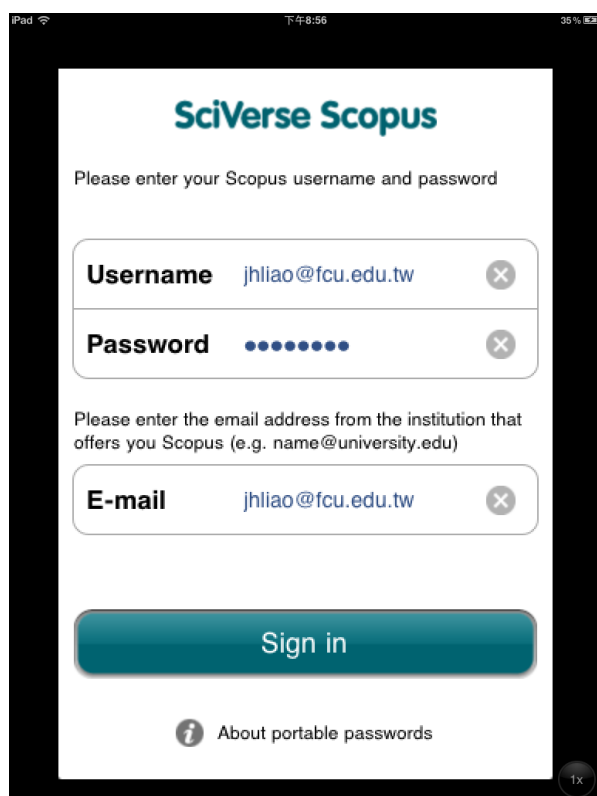 iPad 下午8:56 35%
SciVerse Scopus
Please enter your Scopus username and password
Username jhliao@fcu.edu.tw
Password ●●●●●●●●
Please enter the email address from the institution that
offers you Scopus (e.g. name@university.edu)
E-mail jhliao@fcu.edu.tw
Sign in
i About portable passwords
1x